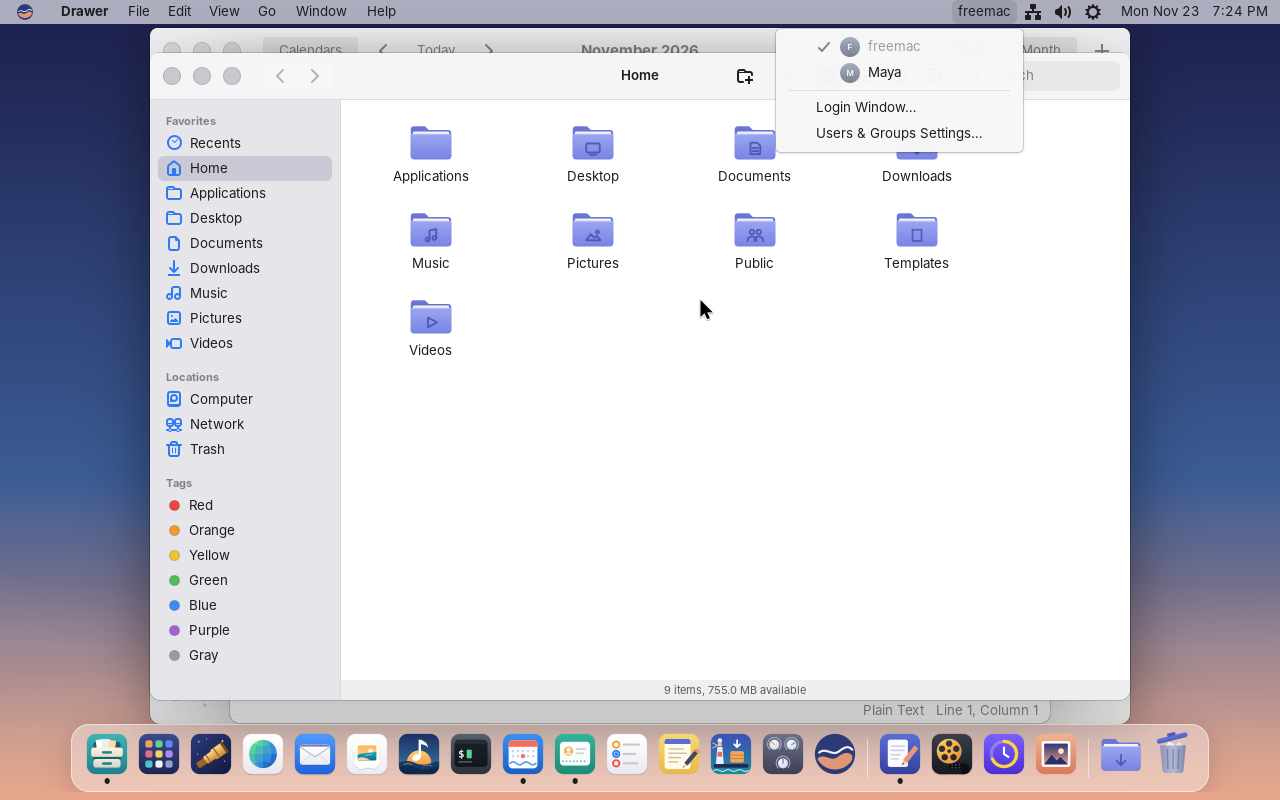 Drawer File Edit View Go Window Help freemac Mon Nov 23 7:24 PM
Calendars Today November 2026 Month
F freemac
M Maya
Login Window...
Users & Groups Settings...
Home
Favorites
Recents
Home
Applications
Desktop
Documents
Downloads
Music
Pictures
Videos
Locations
Computer
Network
Trash
Tags
Red
Orange
Yellow
Green
Blue
Purple
Gray
Applications Desktop Documents Downloads
Music Pictures Public Templates
Videos
9 items, 755.0 MB available
Plain Text Line 1, Column 1
$